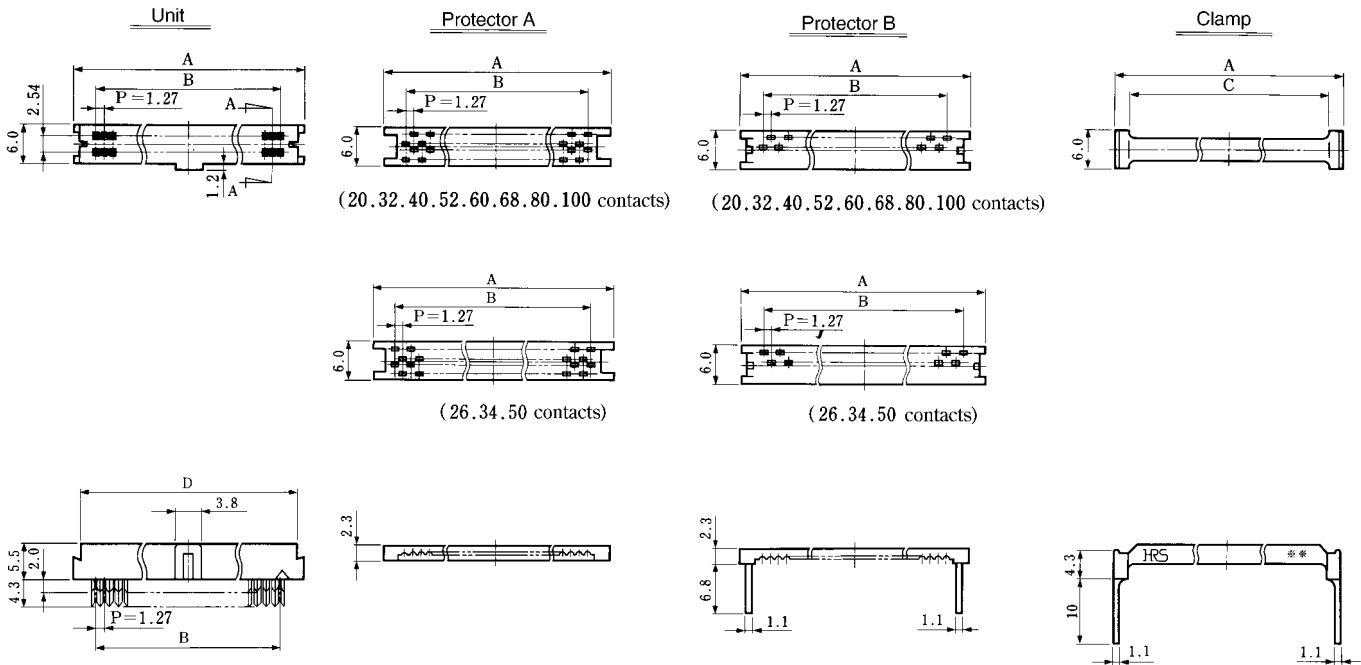 Unit
Protector A
Protector B
Clamp
A
B
P=1.27
A
2.54
6.0
1.2
A
A
B
P=1.27
6.0
(20.32.40.52.60.68.80.100 contacts)
A
B
P=1.27
6.0
(20.32.40.52.60.68.80.100 contacts)
A
C
6.0
A
B
P=1.27
6.0
(26.34.50 contacts)
A
B
P=1.27
6.0
(26.34.50 contacts)
D
3.8
5.5
2.0
4.3
P=1.27
B
2.3
2.3
6.8
1.1
1.1
HRS
※※
4.3
10
1.1
1.1